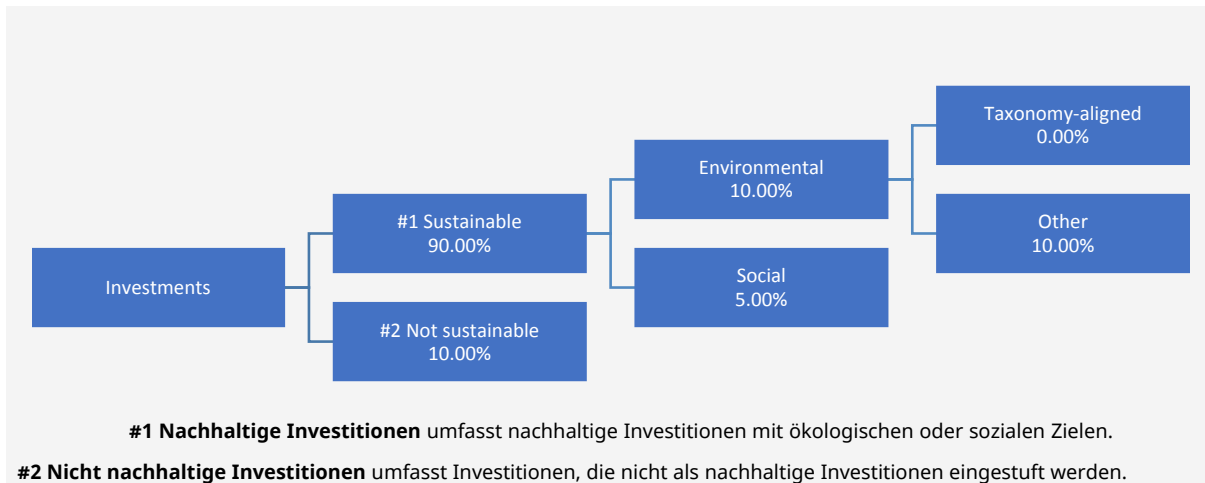 Taxonomy-aligned
0.00%
Environmental
10.00%
#1 Sustainable
90.00%
Other
10.00%
Investments
Social
5.00%
#2 Not sustainable
10.00%
#1 Nachhaltige Investitionen umfasst nachhaltige Investitionen mit ökologischen oder sozialen Zielen.
#2 Nicht nachhaltige Investitionen umfasst Investitionen, die nicht als nachhaltige Investitionen eingestuft werden.